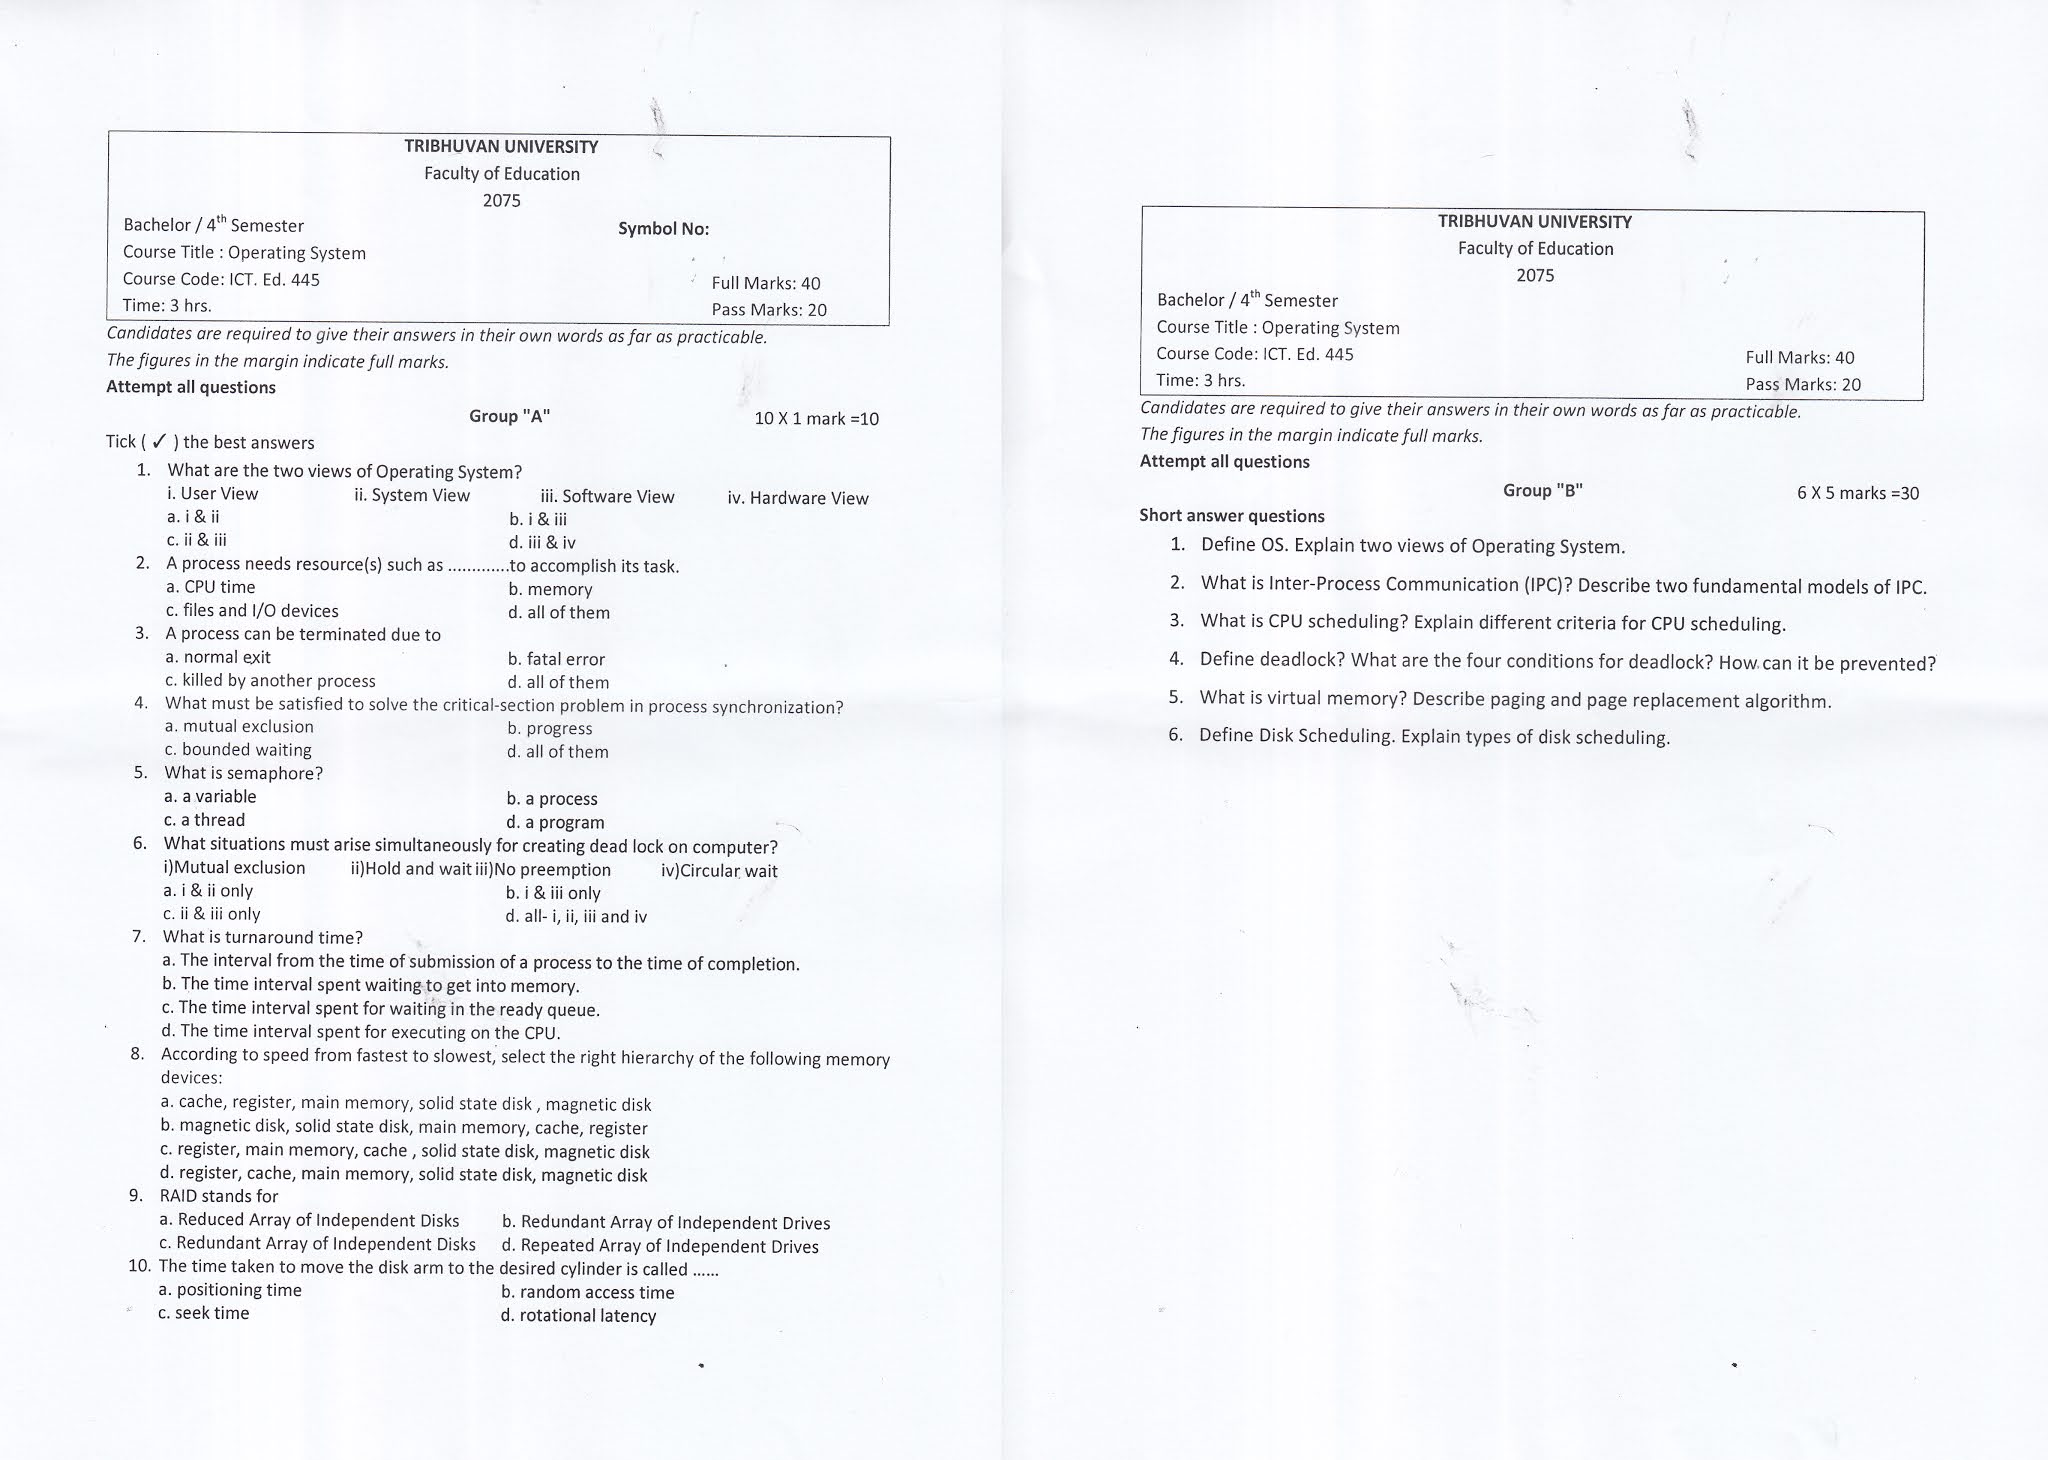 TRIBHUVAN UNIVERSITY
Faculty of Education
2075
Bachelor / 4th Semester
Symbol No:
Course Title : Operating System
Course Code: ICT. Ed. 445
Full Marks: 40
Time: 3 hrs.
Pass Marks: 20
Candidates are required to give their answers in their own words as far as practicable.
The figures in the margin indicate full marks.
Attempt all questions
Group "A" 10 X 1 mark =10
Tick ( ✓ ) the best answers
1. What are the two views of Operating System?
i. User View ii. System View iii. Software View iv. Hardware View
a. i & ii b. i & iii
c. ii & iii d. iii & iv
2. A process needs resource(s) such as .............to accomplish its task.
a. CPU time b. memory
c. files and I/O devices d. all of them
3. A process can be terminated due to
a. normal exit b. fatal error
c. killed by another process d. all of them
4. What must be satisfied to solve the critical-section problem in process synchronization?
a. mutual exclusion b. progress
c. bounded waiting d. all of them
5. What is semaphore?
a. a variable b. a process
c. a thread d. a program
6. What situations must arise simultaneously for creating dead lock on computer?
i)Mutual exclusion ii)Hold and wait iii)No preemption iv)Circular wait
a. i & ii only b. i & iii only
c. ii & iii only d. all- i, ii, iii and iv
7. What is turnaround time?
a. The interval from the time of submission of a process to the time of completion.
b. The time interval spent waiting to get into memory.
c. The time interval spent for waiting in the ready queue.
d. The time interval spent for executing on the CPU.
8. According to speed from fastest to slowest, select the right hierarchy of the following memory
devices:
a. cache, register, main memory, solid state disk , magnetic disk
b. magnetic disk, solid state disk, main memory, cache, register
c. register, main memory, cache , solid state disk, magnetic disk
d. register, cache, main memory, solid state disk, magnetic disk
9. RAID stands for
a. Reduced Array of Independent Disks b. Redundant Array of Independent Drives
c. Redundant Array of Independent Disks d. Repeated Array of Independent Drives
10. The time taken to move the disk arm to the desired cylinder is called ......
a. positioning time b. random access time
c. seek time d. rotational latency
TRIBHUVAN UNIVERSITY
Faculty of Education
2075
Bachelor / 4th Semester
Course Title : Operating System
Course Code: ICT. Ed. 445
Full Marks: 40
Time: 3 hrs.
Pass Marks: 20
Candidates are required to give their answers in their own words as far as practicable.
The figures in the margin indicate full marks.
Attempt all questions
Group "B" 6 X 5 marks =30
Short answer questions
1. Define OS. Explain two views of Operating System.
2. What is Inter-Process Communication (IPC)? Describe two fundamental models of IPC.
3. What is CPU scheduling? Explain different criteria for CPU scheduling.
4. Define deadlock? What are the four conditions for deadlock? How can it be prevented?
5. What is virtual memory? Describe paging and page replacement algorithm.
6. Define Disk Scheduling. Explain types of disk scheduling.